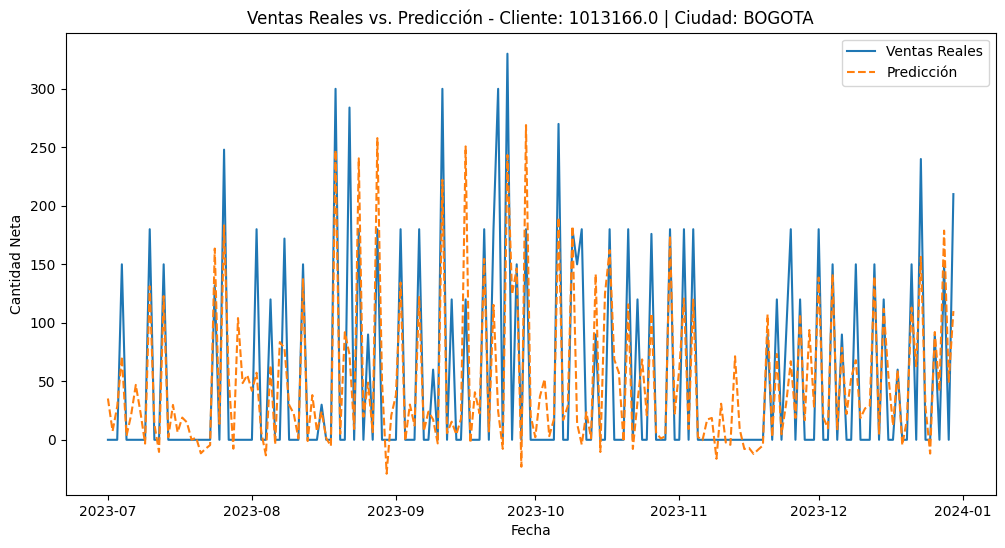 Ventas Reales vs. Predicción - Cliente: 1013166.0 | Ciudad: BOGOTA
Ventas Reales
Predicción
Cantidad Neta
300
250
200
150
100
50
0
2023-07
2023-08
2023-09
2023-10
2023-11
2023-12
2024-01
Fecha